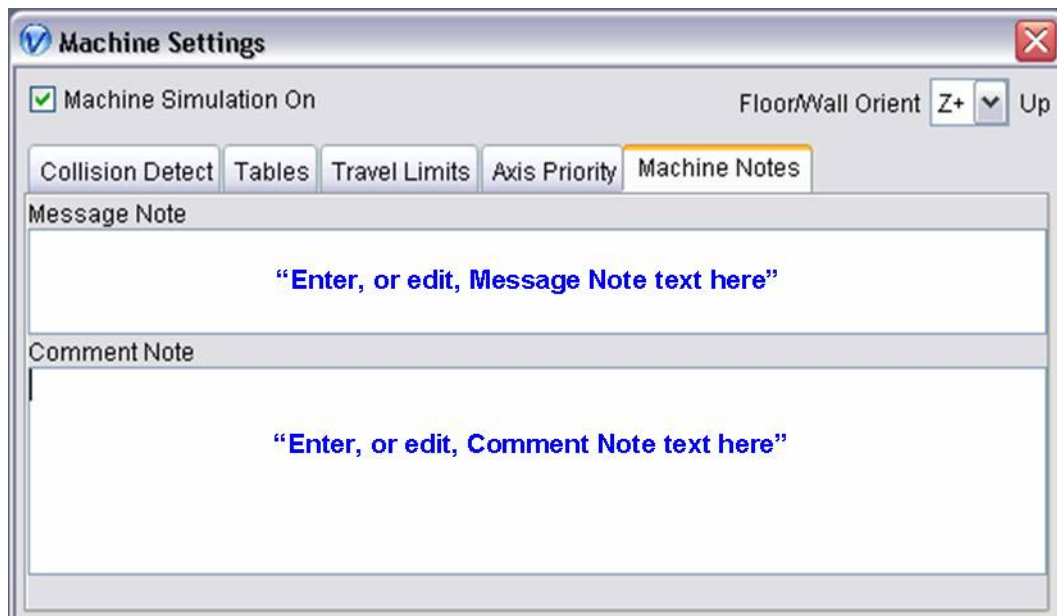 Machine Settings
Machine Simulation On
Floor/Wall Orient Z+ Up
Collision Detect Tables Travel Limits Axis Priority Machine Notes
Message Note
“Enter, or edit, Message Note text here”
Comment Note
“Enter, or edit, Comment Note text here”